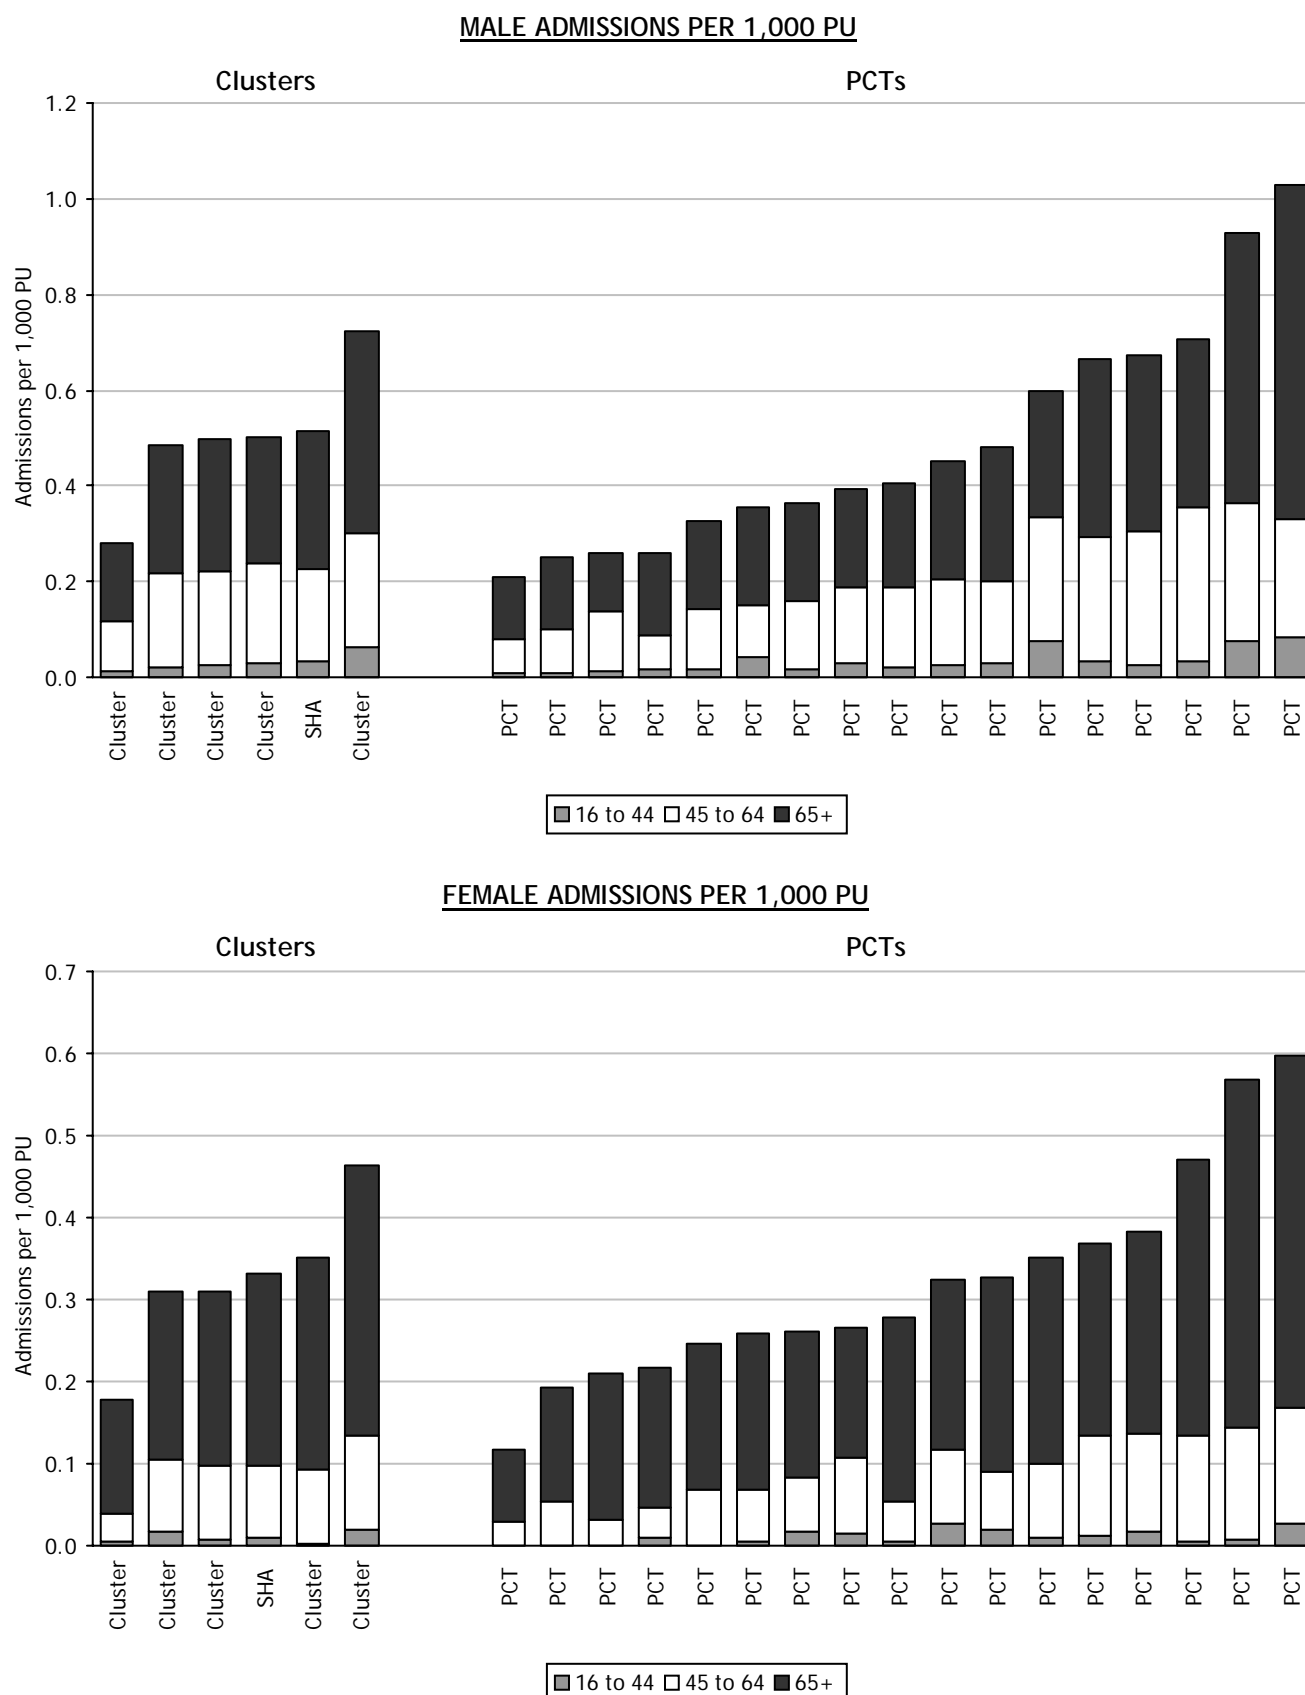 MALE ADMISSIONS PER 1,000 PU
Clusters PCTs
Admissions per 1,000 PU
1.2
1.0
0.8
0.6
0.4
0.2
0.0
Cluster Cluster Cluster Cluster SHA Cluster PCT PCT PCT PCT PCT PCT PCT PCT PCT PCT PCT PCT PCT PCT PCT PCT PCT
16 to 44 45 to 64 65+
FEMALE ADMISSIONS PER 1,000 PU
Clusters PCTs
Admissions per 1,000 PU
0.7
0.6
0.5
0.4
0.3
0.2
0.1
0.0
Cluster Cluster Cluster SHA Cluster Cluster PCT PCT PCT PCT PCT PCT PCT PCT PCT PCT PCT PCT PCT PCT PCT PCT PCT
16 to 44 45 to 64 65+